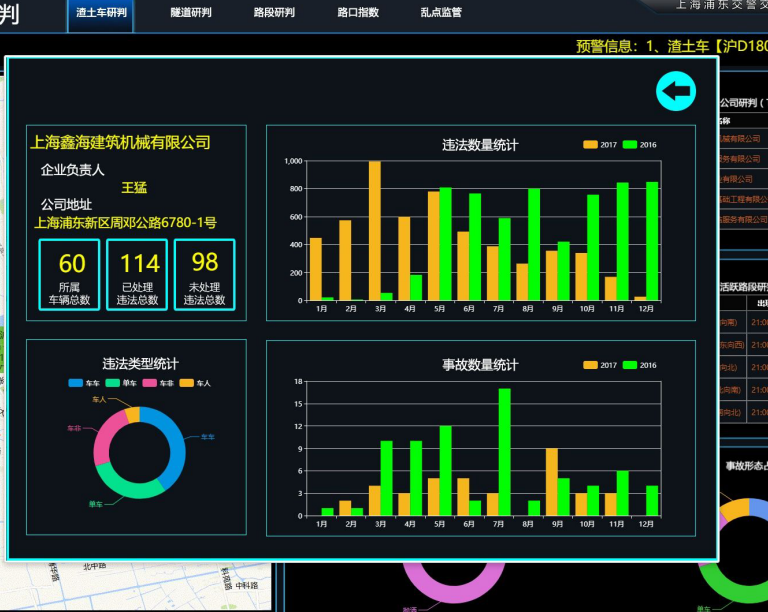 判
渣土车研判
隧道研判
路段研判
路口指数
乱点监管
上海浦东交警交
预警信息: 1、渣土车【沪D180
上海鑫海建筑机械有限公司
企业负责人
王猛
公司地址
上海浦东新区周邓公路6780-1号
60
所属
车辆总数
114
已处理
违法总数
98
未处理
违法总数
违法数量统计
2017
2016
1,000
800
600
400
200
0
1月
2月
3月
4月
5月
6月
7月
8月
9月
10月
11月
12月
违法类型统计
车车
单车
车非
车人
车人
车非
车车
单车
事故数量统计
2017
2016
18
15
12
9
6
3
0
1月
2月
3月
4月
5月
6月
7月
8月
9月
10月
11月
12月
公司研判
有限公司
务有限公司
有限公司
础工程有限公
服务有限公司
活跃路段研
出
向南)
21:0
东向西)
21:0
向北)
21:0
向南)
21:0
向北)
21:0
事故形态
单车
北中路
中科路